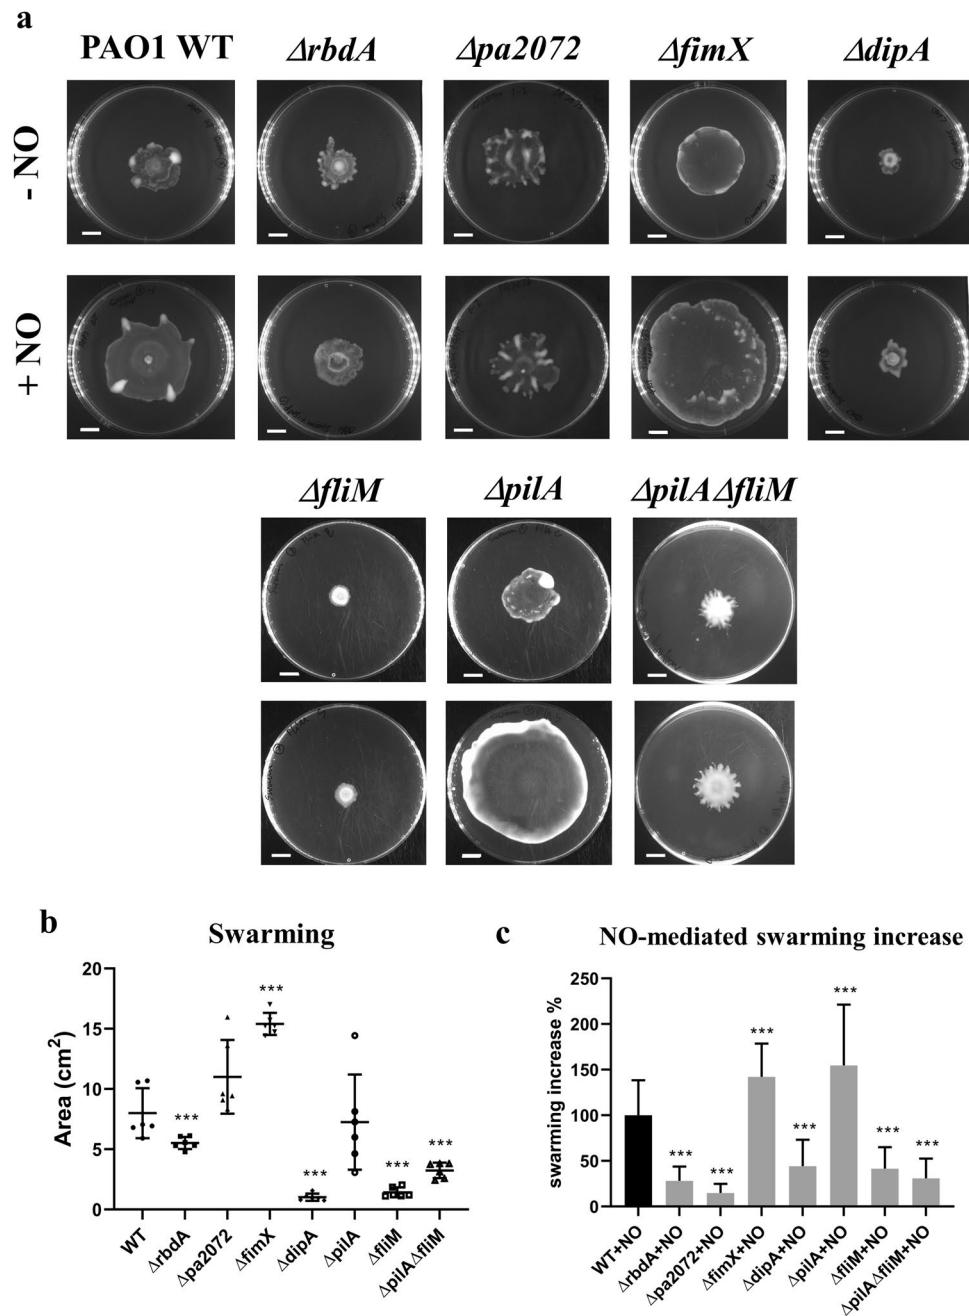 a
PAO1 WT ΔrbdA Δpa2072 ΔfimX ΔdipA
- NO
+ NO
ΔfliM ΔpilA ΔpilAΔfliM
b
Swarming
Area (cm²)
20
15
10
5
0
***
***
***
***
***
WT ΔrbdA Δpa2072 ΔfimX ΔdipA ΔpilA ΔfliM ΔpilAΔfliM
c
NO-mediated swarming increase
swarming increase %
250
200
150
100
50
0
***
***
***
***
***
***
***
WT+NO ΔrbdA+NO Δpa2072+NO ΔfimX+NO ΔdipA+NO ΔpilA+NO ΔfliM+NO ΔpilAΔfliM+NO